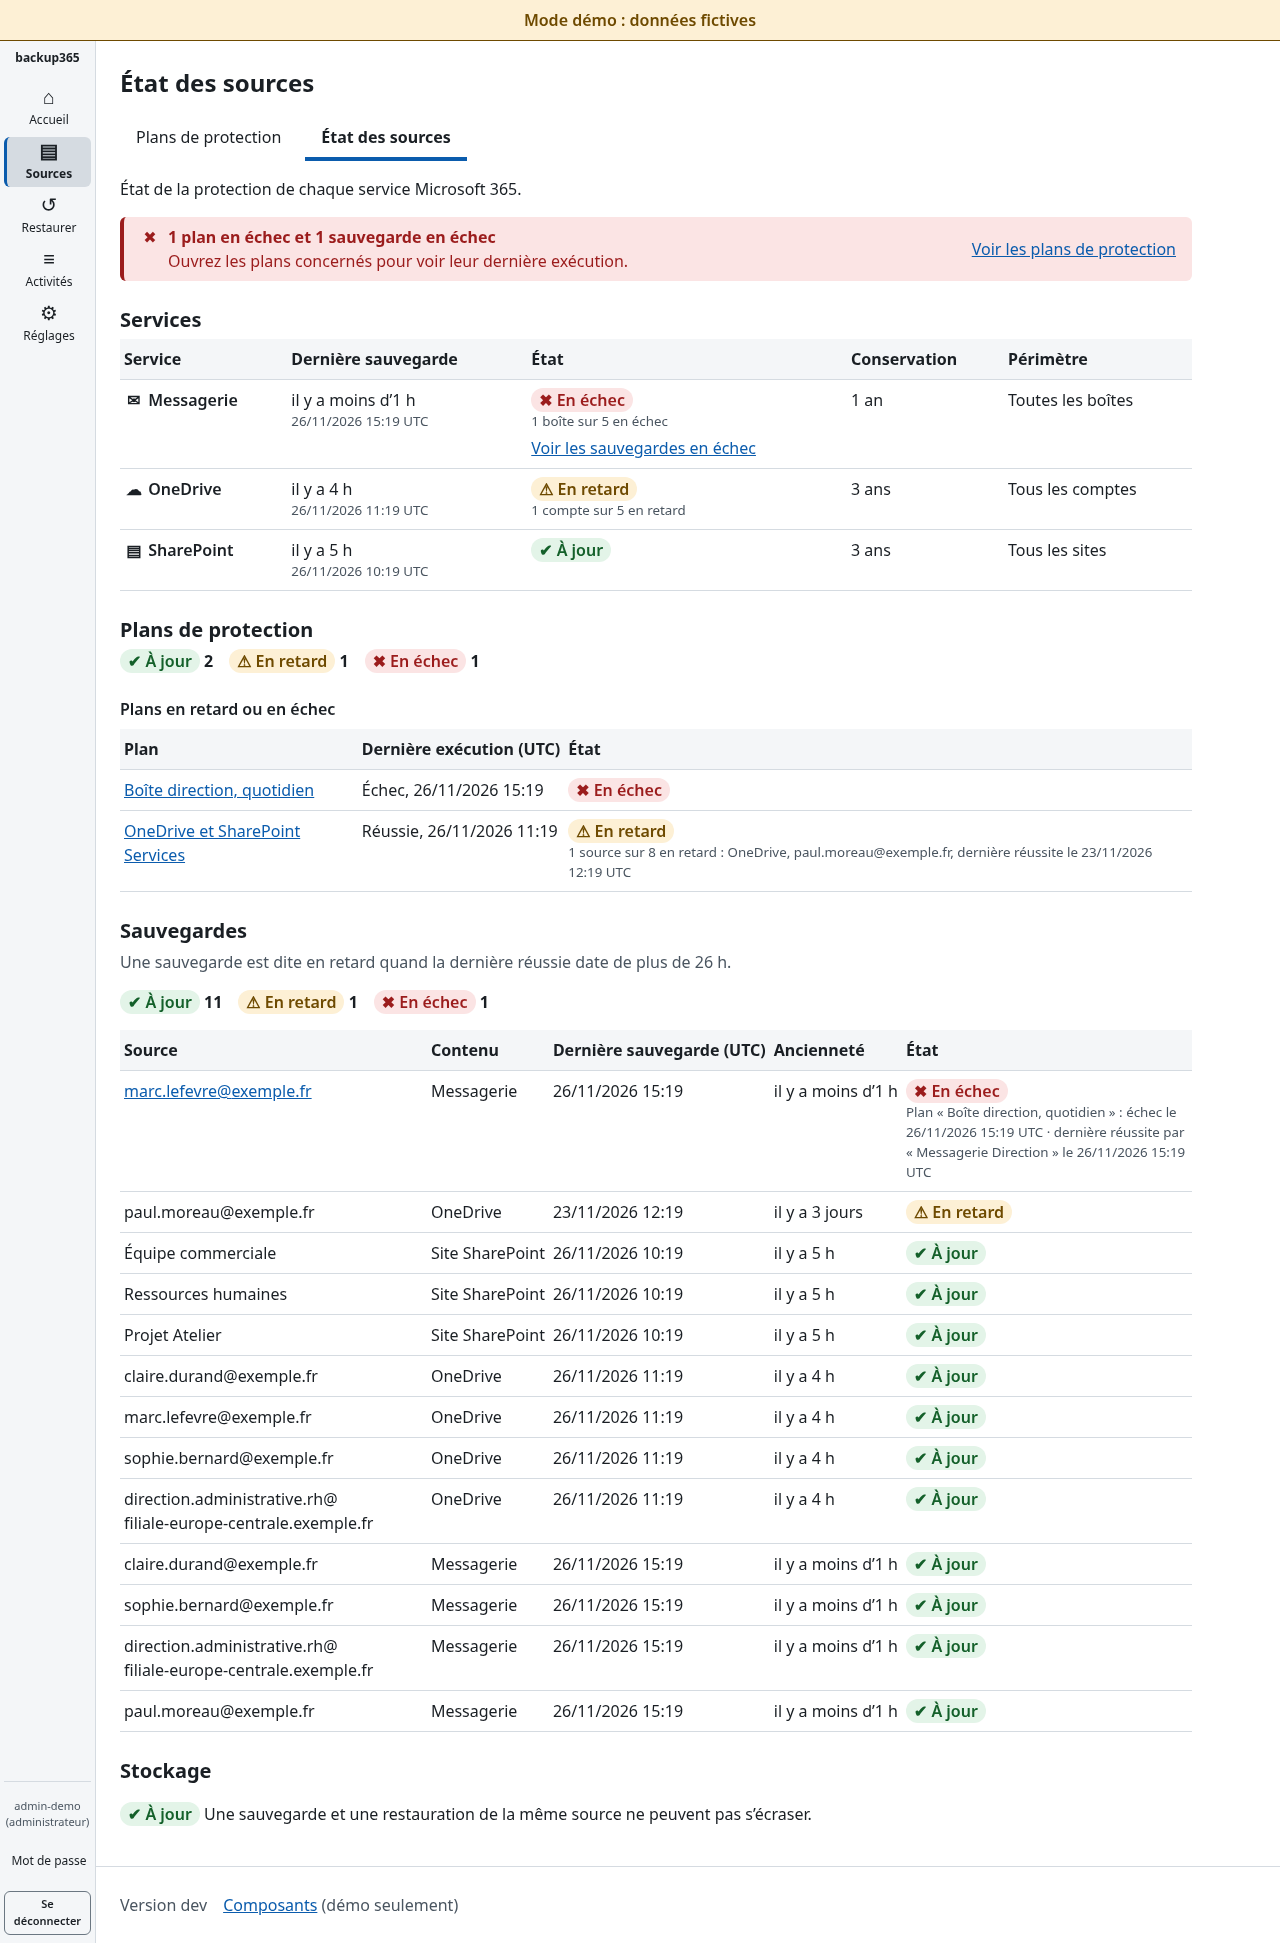 Mode démo : données fictives
backup365
Accueil
Sources
Restaurer
Activités
Réglages
État des sources
Plans de protection État des sources
État de la protection de chaque service Microsoft 365.
✖ 1 plan en échec et 1 sauvegarde en échec
Ouvrez les plans concernés pour voir leur dernière exécution.
Voir les plans de protection
Services
Service Dernière sauvegarde État Conservation Périmètre
✉ Messagerie il y a moins d’1 h ✖ En échec 1 an Toutes les boîtes
26/11/2026 15:19 UTC 1 boîte sur 5 en échec
Voir les sauvegardes en échec
☁ OneDrive il y a 4 h ⚠ En retard 3 ans Tous les comptes
26/11/2026 11:19 UTC 1 compte sur 5 en retard
▤ SharePoint il y a 5 h ✔ À jour 3 ans Tous les sites
26/11/2026 10:19 UTC
Plans de protection
✔ À jour 2 ⚠ En retard 1 ✖ En échec 1
Plans en retard ou en échec
Plan Dernière exécution (UTC) État
Boîte direction, quotidien Échec, 26/11/2026 15:19 ✖ En échec
OneDrive et SharePoint Réussie, 26/11/2026 11:19 ⚠ En retard
Services 1 source sur 8 en retard : OneDrive, paul.moreau@exemple.fr, dernière réussite le 23/11/2026
12:19 UTC
Sauvegardes
Une sauvegarde est dite en retard quand la dernière réussie date de plus de 26 h.
✔ À jour 11 ⚠ En retard 1 ✖ En échec 1
Source Contenu Dernière sauvegarde (UTC) Ancienneté État
marc.lefevre@exemple.fr Messagerie 26/11/2026 15:19 il y a moins d’1 h ✖ En échec
Plan « Boîte direction, quotidien » : échec le
26/11/2026 15:19 UTC · dernière réussite par
« Messagerie Direction » le 26/11/2026 15:19
UTC
paul.moreau@exemple.fr OneDrive 23/11/2026 12:19 il y a 3 jours ⚠ En retard
Équipe commerciale Site SharePoint 26/11/2026 10:19 il y a 5 h ✔ À jour
Ressources humaines Site SharePoint 26/11/2026 10:19 il y a 5 h ✔ À jour
Projet Atelier Site SharePoint 26/11/2026 10:19 il y a 5 h ✔ À jour
claire.durand@exemple.fr OneDrive 26/11/2026 11:19 il y a 4 h ✔ À jour
marc.lefevre@exemple.fr OneDrive 26/11/2026 11:19 il y a 4 h ✔ À jour
sophie.bernard@exemple.fr OneDrive 26/11/2026 11:19 il y a 4 h ✔ À jour
direction.administrative.rh@ OneDrive 26/11/2026 11:19 il y a 4 h ✔ À jour
filiale-europe-centrale.exemple.fr
claire.durand@exemple.fr Messagerie 26/11/2026 15:19 il y a moins d’1 h ✔ À jour
sophie.bernard@exemple.fr Messagerie 26/11/2026 15:19 il y a moins d’1 h ✔ À jour
direction.administrative.rh@ Messagerie 26/11/2026 15:19 il y a moins d’1 h ✔ À jour
filiale-europe-centrale.exemple.fr
paul.moreau@exemple.fr Messagerie 26/11/2026 15:19 il y a moins d’1 h ✔ À jour
Stockage
✔ À jour Une sauvegarde et une restauration de la même source ne peuvent pas s’écraser.
admin-demo
(administrateur)
Mot de passe
Se
déconnecter
Version dev Composants (démo seulement)